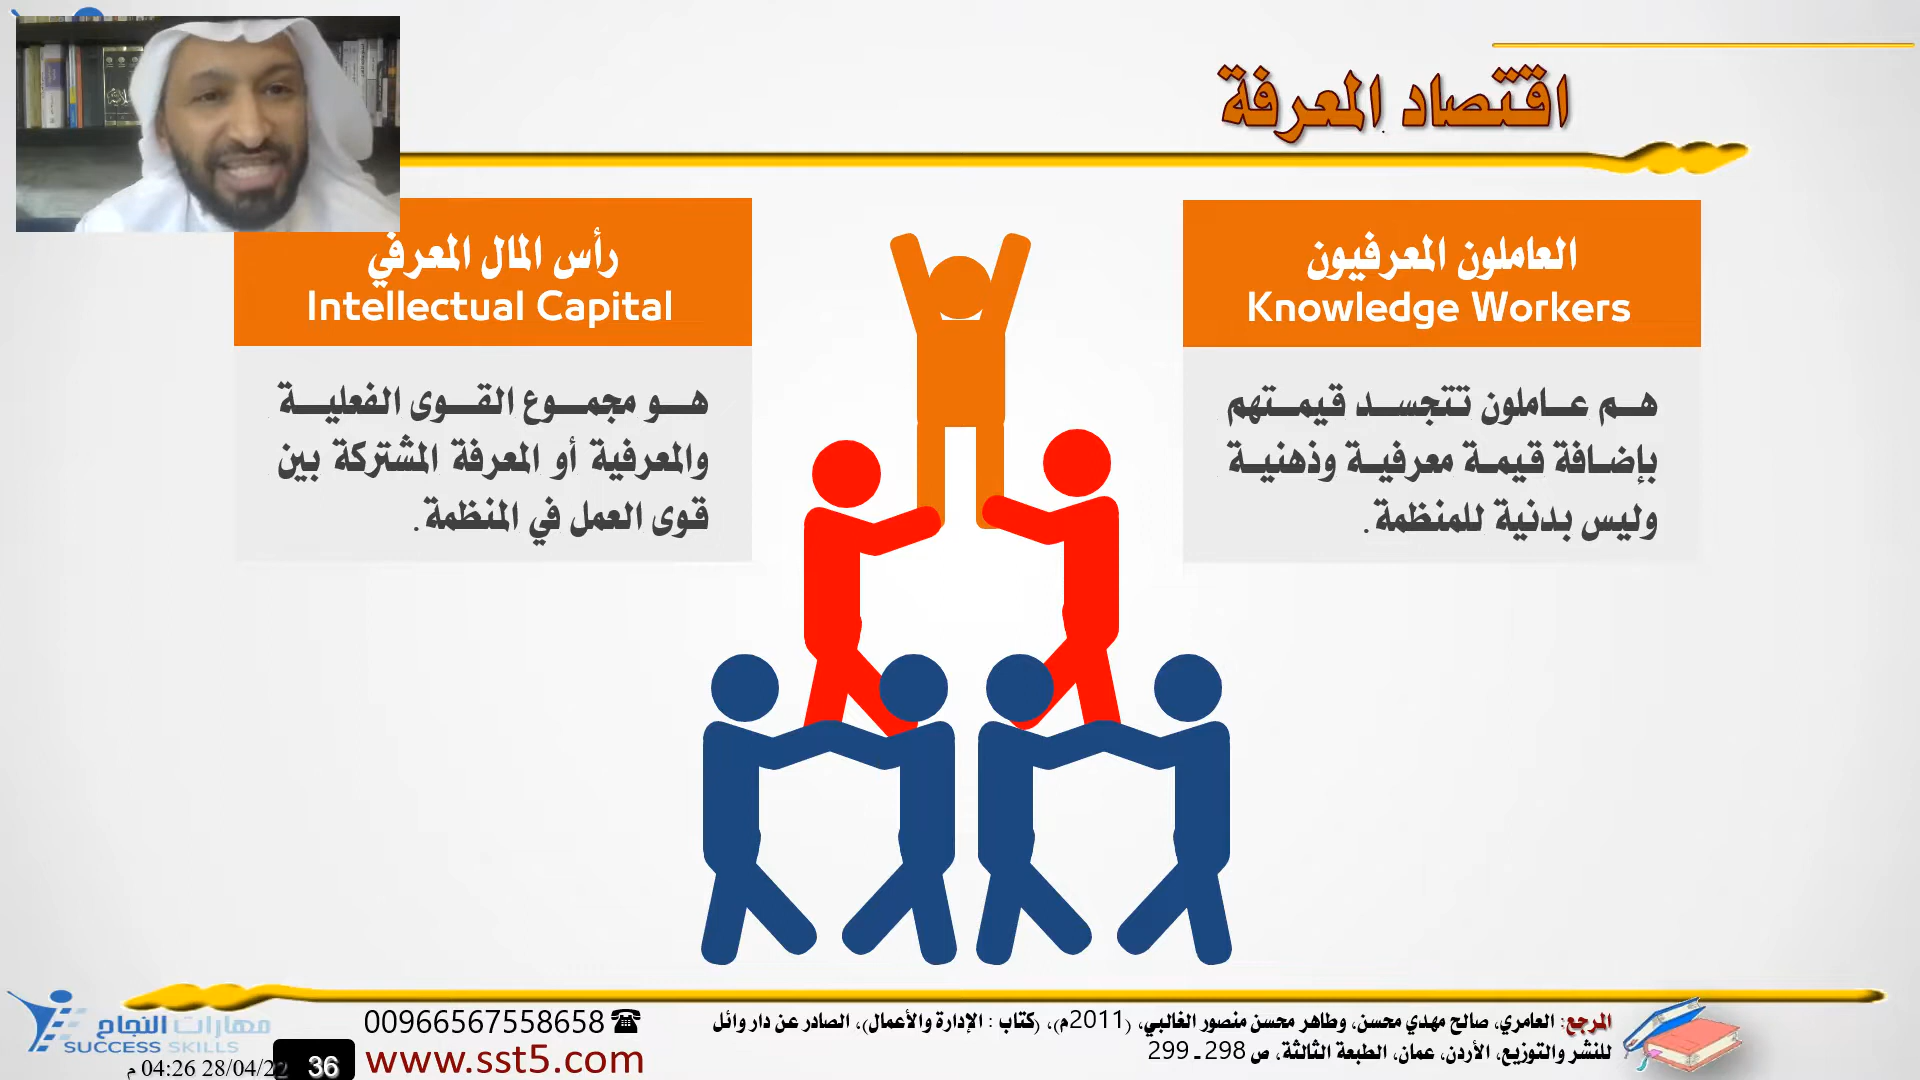 اقتصاد المعرفة
العاملون المعرفيون
Knowledge Workers
هم عاملون تتجسد قيمتهم
بإضافة قيمة معرفية وذهنية
وليس بدنية للمنظمة.
رأس المال المعرفي
Intellectual Capital
هو مجموع القوى الفعلية
والمعرفية أو المعرفة المشتركة بين
قوى العمل في المنظمة.
المرجع: العامري، صالح مهدي محسن، وطاهر محسن منصور الغالبي، (2011م)، (كتاب : الإدارة والأعمال)، الصادر عن دار وائل
للنشر والتوزيع، الأردن، عمان، الطبعة الثالثة، ص 298 ـ 299
00966567558658
www.sst5.com
36
مهارات النجاح
SUCCESS SKILLS
04:26 28/04/22 م